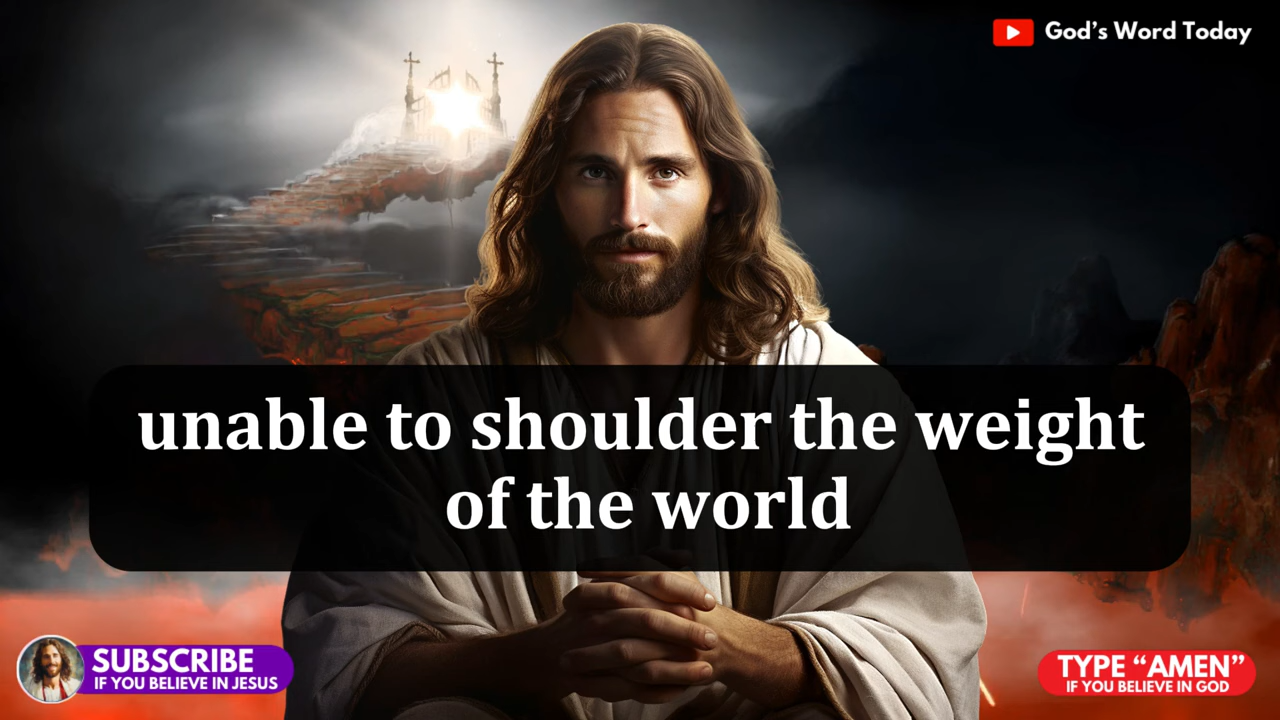 God's Word Today
unable to shoulder the weight
of the world
SUBSCRIBE
IF YOU BELIEVE IN JESUS
TYPE “AMEN”
IF YOU BELIEVE IN GOD